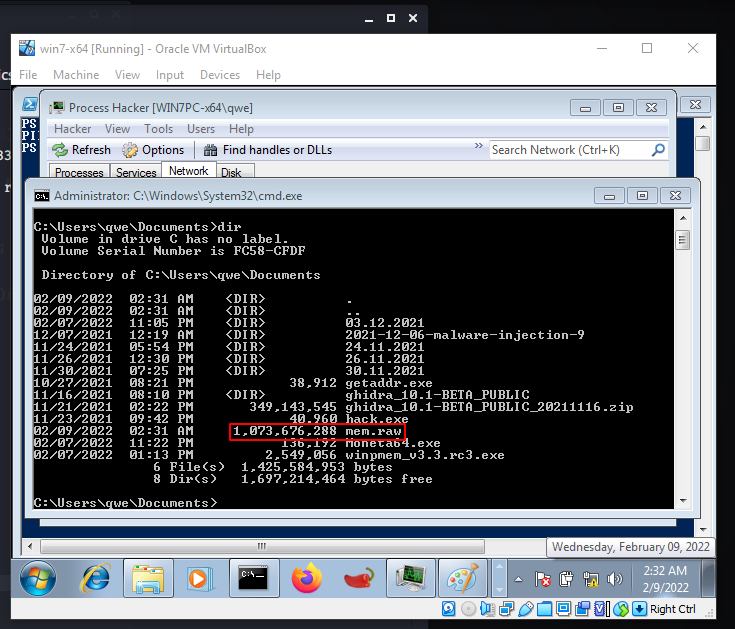 win7-x64 [Running] - Oracle VM VirtualBox
File Machine View Input Devices Help
Process Hacker [WIN7PC-x64\qwe]
PS
Hacker View Tools Users Help
PS
Refresh Options Find handles or DLLs » Search Network (Ctrl+K)
Processes Services Network Disk
Administrator: C:\Windows\System32\cmd.exe
C:\Users\qwe\Documents>dir
Volume in drive C has no label.
Volume Serial Number is FC58-CFDF
Directory of C:\Users\qwe\Documents
02/09/2022 02:31 AM <DIR> .
02/09/2022 02:31 AM <DIR> ..
02/07/2022 11:05 PM <DIR> 03.12.2021
12/07/2021 12:19 AM <DIR> 2021-12-06-malware-injection-9
11/24/2021 05:54 PM <DIR> 24.11.2021
11/26/2021 12:30 PM <DIR> 26.11.2021
11/30/2021 07:25 PM <DIR> 30.11.2021
10/27/2021 08:21 PM 38,912 getaddr.exe
11/16/2021 08:10 PM <DIR> ghidra_10.1-BETA_PUBLIC
11/21/2021 02:22 PM 349,143,545 ghidra_10.1-BETA_PUBLIC_20211116.zip
11/23/2021 09:42 PM 40,960 hack.exe
02/09/2022 02:31 AM 1,073,676,288 mem.raw
02/07/2022 11:22 PM 136,192 Moneta64.exe
02/07/2022 01:13 PM 2,549,056 winpmem_v3.3.rc3.exe
6 File(s) 1,425,584,953 bytes
8 Dir(s) 1,697,214,464 bytes free
C:\Users\qwe\Documents>
Wednesday, February 09, 2022
2:32 AM
2/9/2022
Right Ctrl